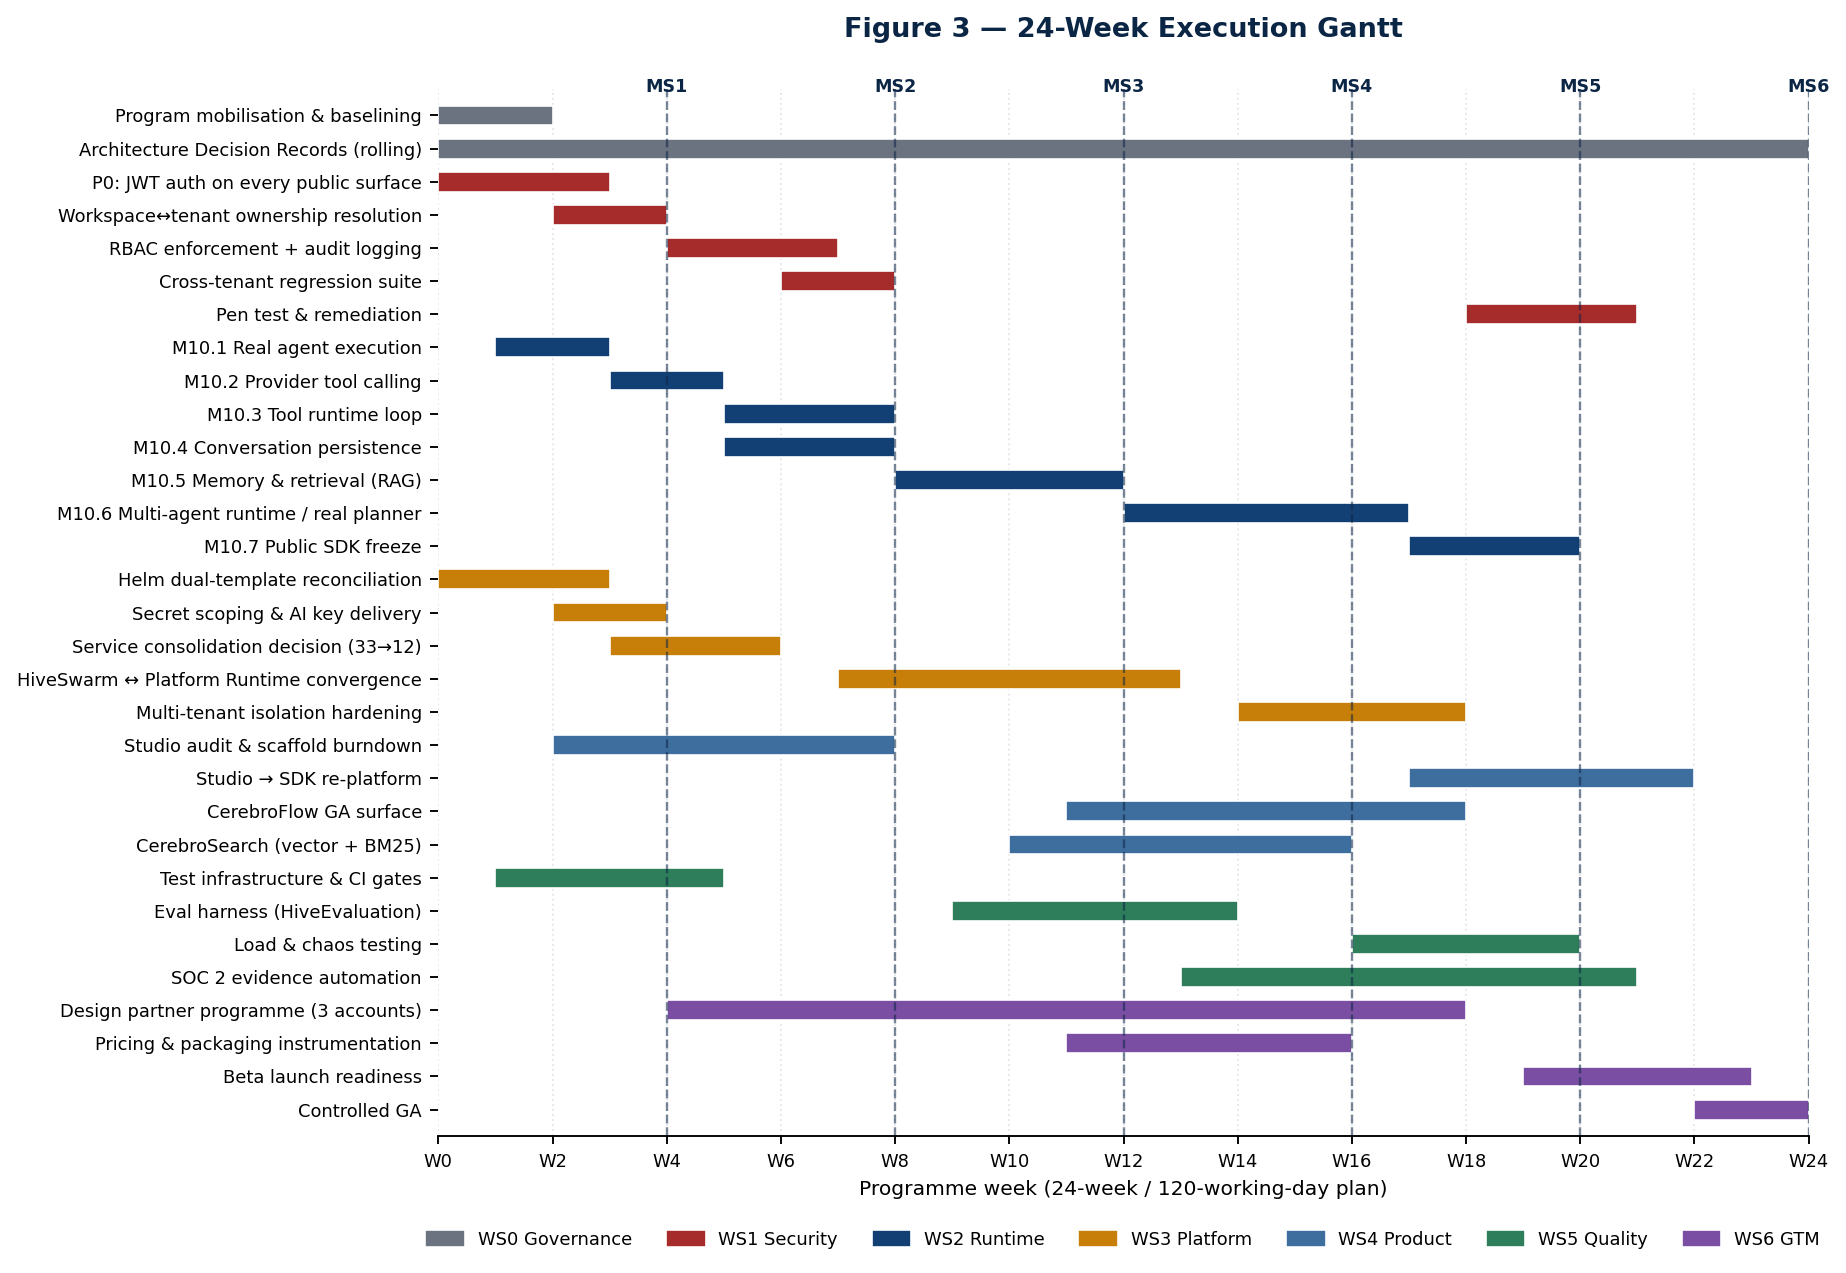 Figure 3 — 24-Week Execution Gantt
MS1 MS2 MS3 MS4 MS5 MS6
Program mobilisation & baselining
Architecture Decision Records (rolling)
P0: JWT auth on every public surface
Workspace↔tenant ownership resolution
RBAC enforcement + audit logging
Cross-tenant regression suite
Pen test & remediation
M10.1 Real agent execution
M10.2 Provider tool calling
M10.3 Tool runtime loop
M10.4 Conversation persistence
M10.5 Memory & retrieval (RAG)
M10.6 Multi-agent runtime / real planner
M10.7 Public SDK freeze
Helm dual-template reconciliation
Secret scoping & AI key delivery
Service consolidation decision (33→12)
HiveSwarm ↔ Platform Runtime convergence
Multi-tenant isolation hardening
Studio audit & scaffold burndown
Studio → SDK re-platform
CerebroFlow GA surface
CerebroSearch (vector + BM25)
Test infrastructure & CI gates
Eval harness (HiveEvaluation)
Load & chaos testing
SOC 2 evidence automation
Design partner programme (3 accounts)
Pricing & packaging instrumentation
Beta launch readiness
Controlled GA
W0 W2 W4 W6 W8 W10 W12 W14 W16 W18 W20 W22 W24
Programme week (24-week / 120-working-day plan)
WS0 Governance WS1 Security WS2 Runtime WS3 Platform WS4 Product WS5 Quality WS6 GTM